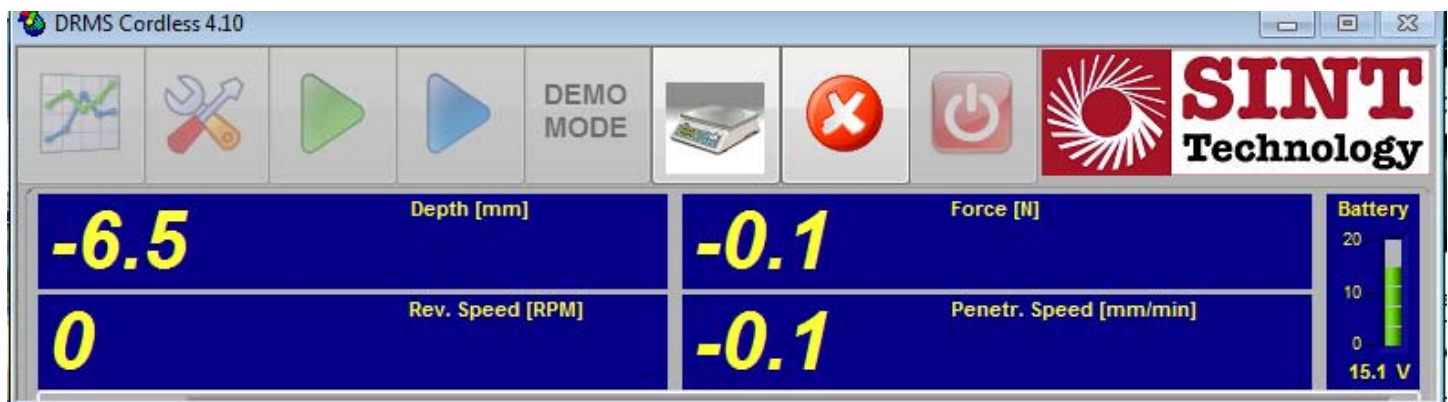 DRMS Cordless 4.10
DEMO
MODE
SINT
Technology
-6.5
Depth [mm]
-0.1
Force [N]
Battery
20
10
0
15.1 V
0
Rev. Speed [RPM]
-0.1
Penetr. Speed [mm/min]